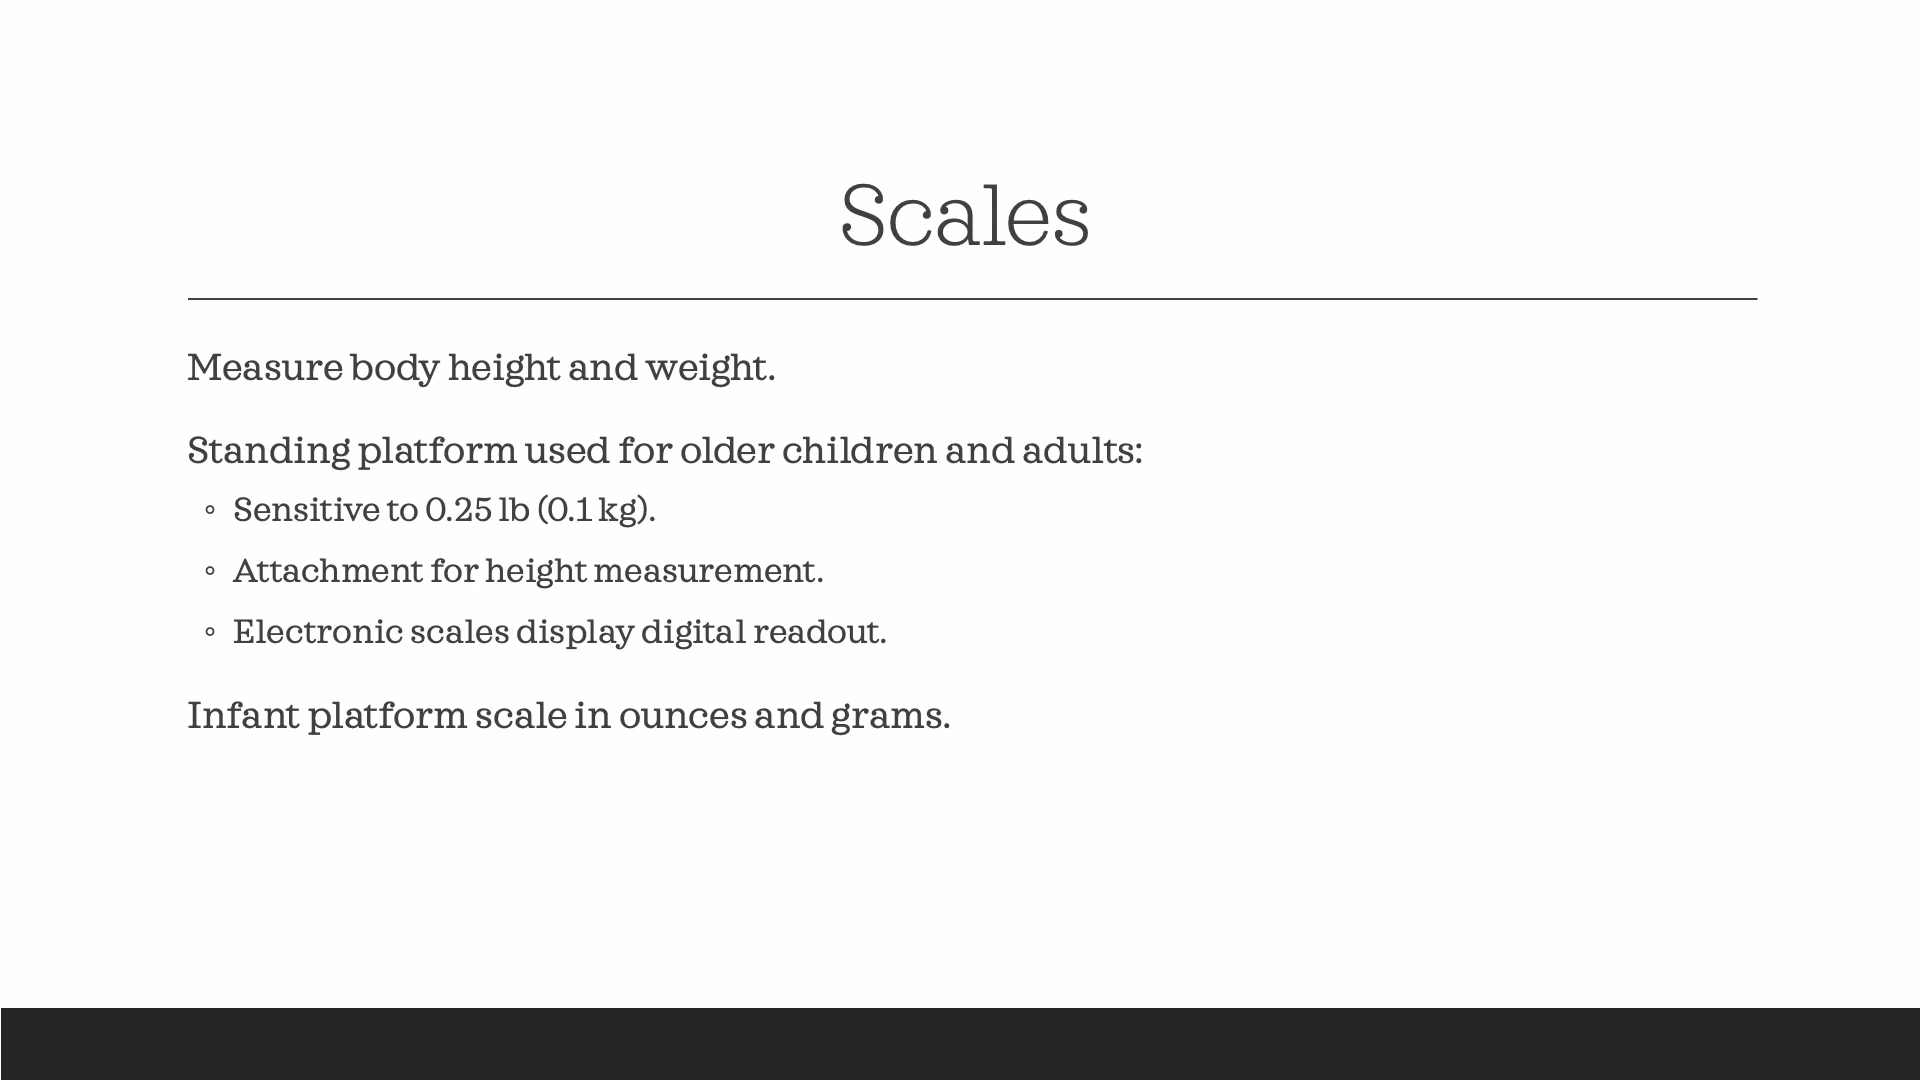 Scales
Measure body height and weight.
Standing platform used for older children and adults:
◦ Sensitive to 0.25 lb (0.1 kg).
◦ Attachment for height measurement.
◦ Electronic scales display digital readout.
Infant platform scale in ounces and grams.